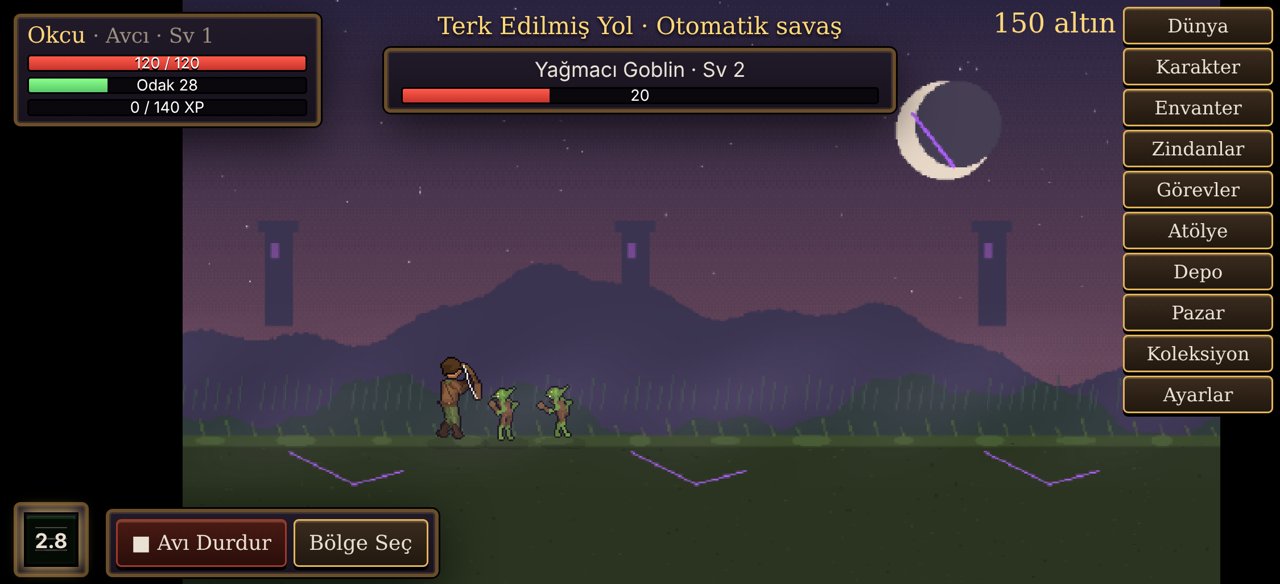 Okcu · Avcı · Sv 1
120 / 120
Odak 28
0 / 140 XP
Terk Edilmiş Yol · Otomatik savaş
Yağmacı Goblin · Sv 2
20
150 altın
Dünya
Karakter
Envanter
Zindanlar
Görevler
Atölye
Depo
Pazar
Koleksiyon
Ayarlar
2.8
Avı Durdur
Bölge Seç